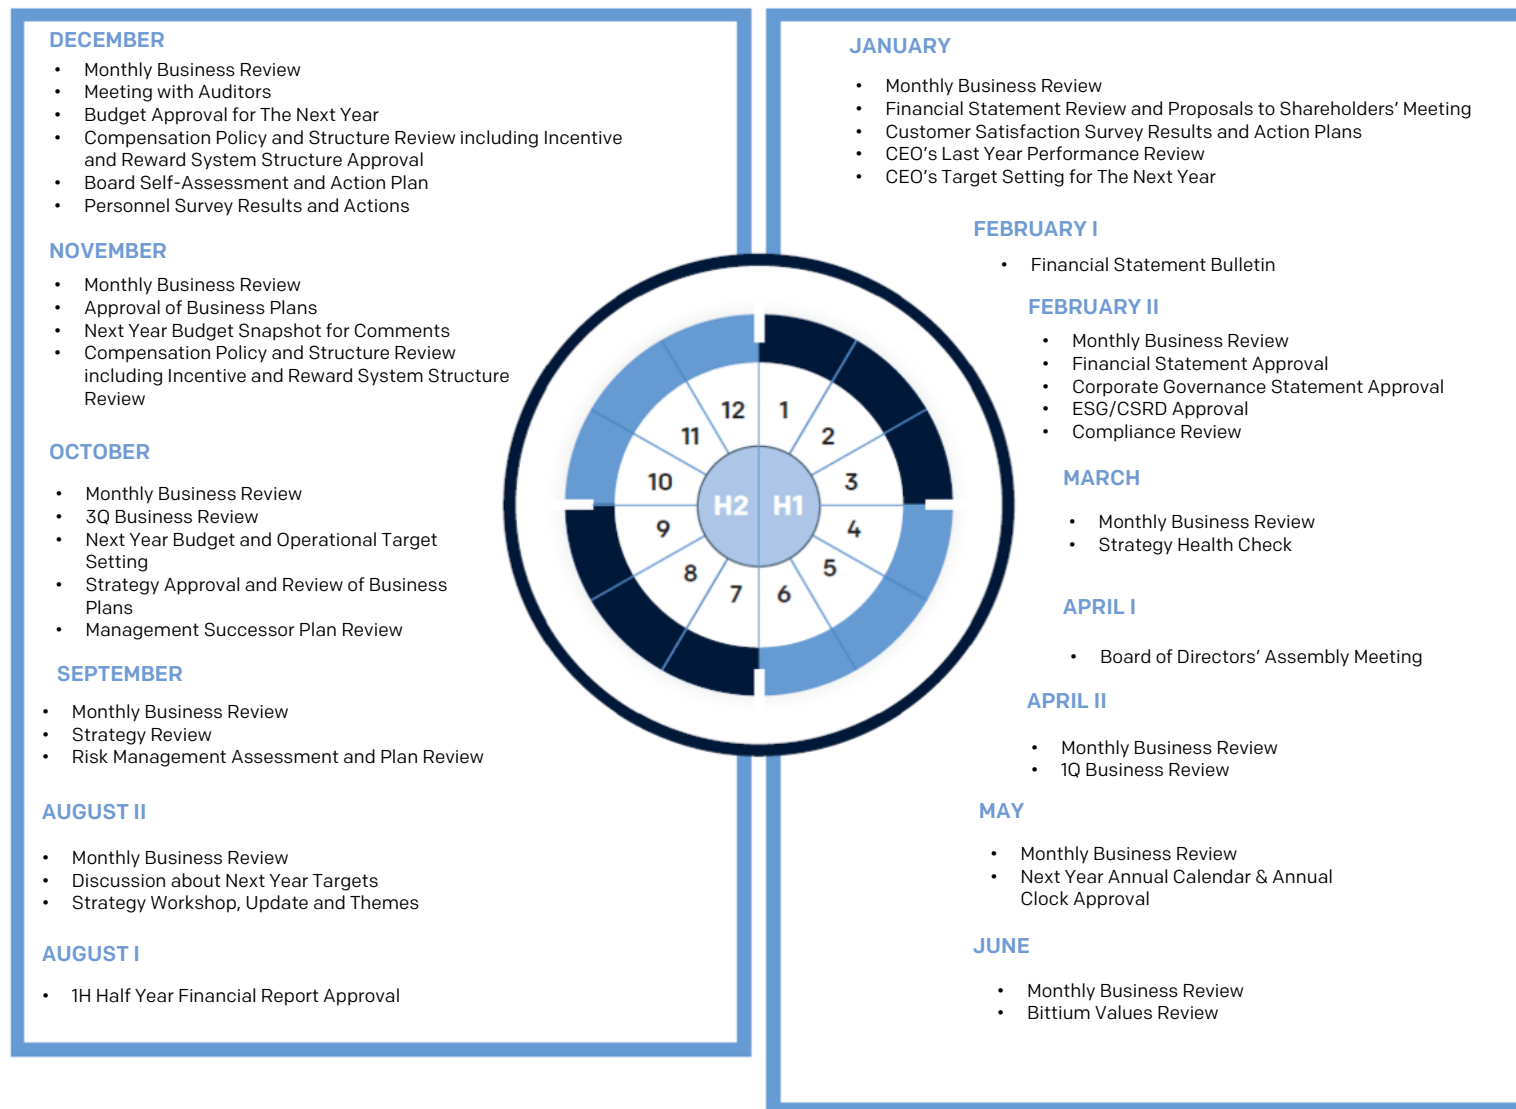 DECEMBER
• Monthly Business Review
• Meeting with Auditors
• Budget Approval for The Next Year
• Compensation Policy and Structure Review including Incentive
and Reward System Structure Approval
• Board Self-Assessment and Action Plan
• Personnel Survey Results and Actions
NOVEMBER
• Monthly Business Review
• Approval of Business Plans
• Next Year Budget Snapshot for Comments
• Compensation Policy and Structure Review
including Incentive and Reward System Structure
Review
OCTOBER
• Monthly Business Review
• 3Q Business Review
• Next Year Budget and Operational Target
Setting
• Strategy Approval and Review of Business
Plans
• Management Successor Plan Review
SEPTEMBER
• Monthly Business Review
• Strategy Review
• Risk Management Assessment and Plan Review
AUGUST II
• Monthly Business Review
• Discussion about Next Year Targets
• Strategy Workshop, Update and Themes
AUGUST I
• 1H Half Year Financial Report Approval
12 1
11 2
10 3
H2 H1
9 4
8 5
7 6
JANUARY
• Monthly Business Review
• Financial Statement Review and Proposals to Shareholders’ Meeting
• Customer Satisfaction Survey Results and Action Plans
• CEO’s Last Year Performance Review
• CEO’s Target Setting for The Next Year
FEBRUARY I
• Financial Statement Bulletin
FEBRUARY II
• Monthly Business Review
• Financial Statement Approval
• Corporate Governance Statement Approval
• ESG/CSRD Approval
• Compliance Review
MARCH
• Monthly Business Review
• Strategy Health Check
APRIL I
• Board of Directors’ Assembly Meeting
APRIL II
• Monthly Business Review
• 1Q Business Review
MAY
• Monthly Business Review
• Next Year Annual Calendar & Annual
Clock Approval
JUNE
• Monthly Business Review
• Bittium Values Review